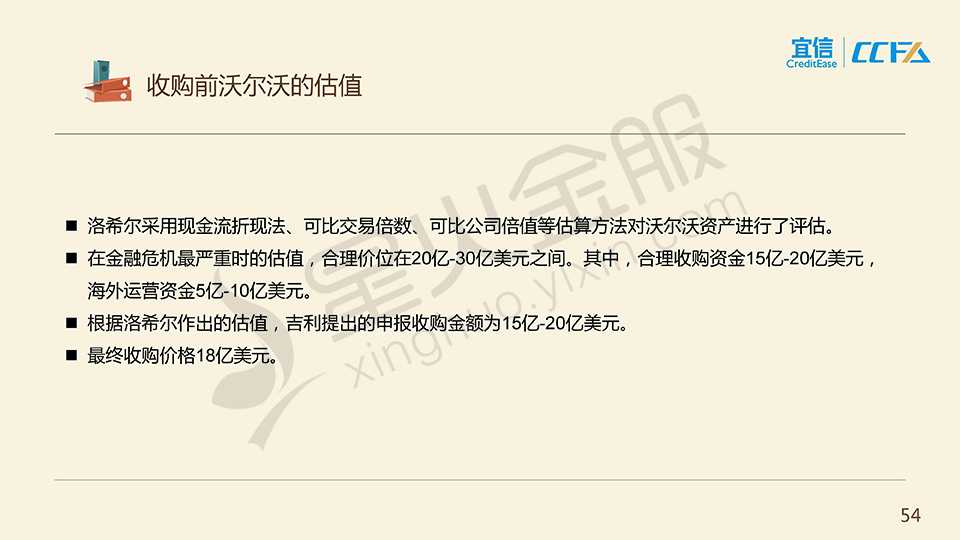 宜信
CreditEase
CCFA
收购前沃尔沃的估值
■ 洛希尔采用现金流折现法、可比交易倍数、可比公司倍值等估算方法对沃尔沃资产进行了评估。
■ 在金融危机最严重时的估值，合理价位在20亿-30亿美元之间。其中，合理收购资金15亿-20亿美元，
海外运营资金5亿-10亿美元。
■ 根据洛希尔作出的估值，吉利提出的申报收购金额为15亿-20亿美元。
■ 最终收购价格18亿美元。
星火金服
xinghuo.yixin.com
54